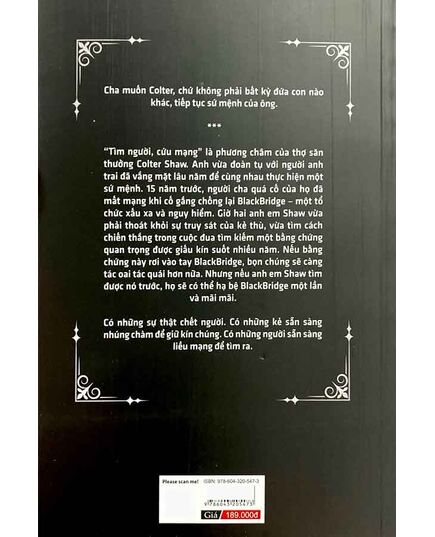 Cha muốn Colter, chứ không phải bất kỳ đứa con nào
khác, tiếp tục sứ mệnh của ông.
***
“Tìm người, cứu mạng” là phương châm của thợ săn
thưởng Colter Shaw. Anh vừa đoàn tụ với người anh
trai đã vắng mặt lâu năm để cùng nhau thực hiện một
sứ mệnh. 15 năm trước, người cha quá cố của họ đã
mất mạng khi cố gắng chống lại BlackBridge – một tổ
chức xấu xa và nguy hiểm. Giờ hai anh em Shaw vừa
phải thoát khỏi sự truy sát của kẻ thù, vừa tìm cách
chiến thắng trong cuộc đua tìm kiếm một bằng chứng
quan trọng được giấu kín suốt nhiều năm. Nếu bằng
chứng này rơi vào tay BlackBridge, bọn chúng sẽ càng
tác oai tác quái hơn nữa. Nhưng nếu anh em Shaw tìm
được nó trước, họ sẽ có thể hạ bệ BlackBridge một lần
và mãi mãi.
Có những sự thật chết người. Có những kẻ sẵn sàng
nhúng chàm để giữ kín chúng. Có những người sẵn sàng
liều mạng để tìm ra.
Please scan me!
ISBN: 978-604-320-547-3
9 786043 205473
Giá 189.000đ